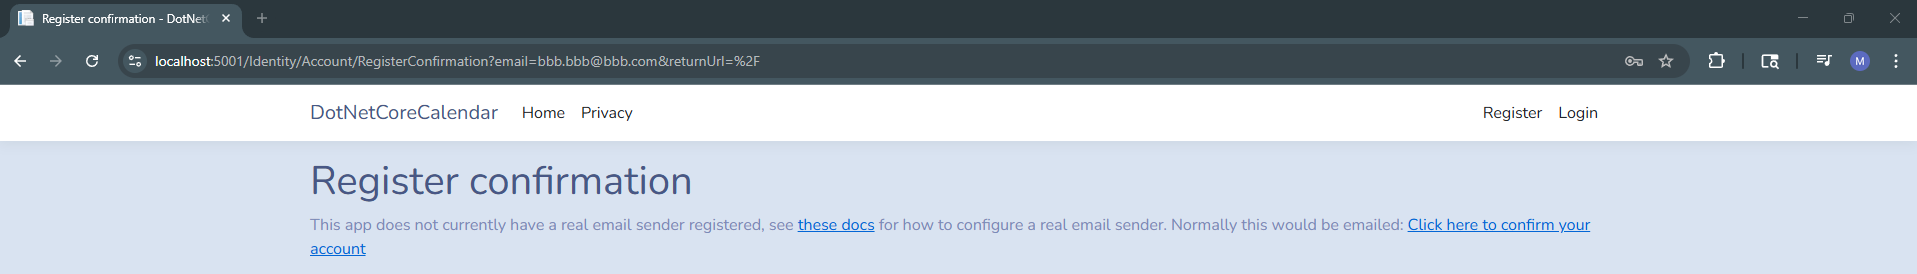 Register confirmation - DotNet
localhost:5001/Identity/Account/RegisterConfirmation?email=bbb.bbb@bbb.com&returnUrl=%2F
M
DotNetCoreCalendar Home Privacy Register Login
Register confirmation
This app does not currently have a real email sender registered, see these docs for how to configure a real email sender. Normally this would be emailed: Click here to confirm your
account